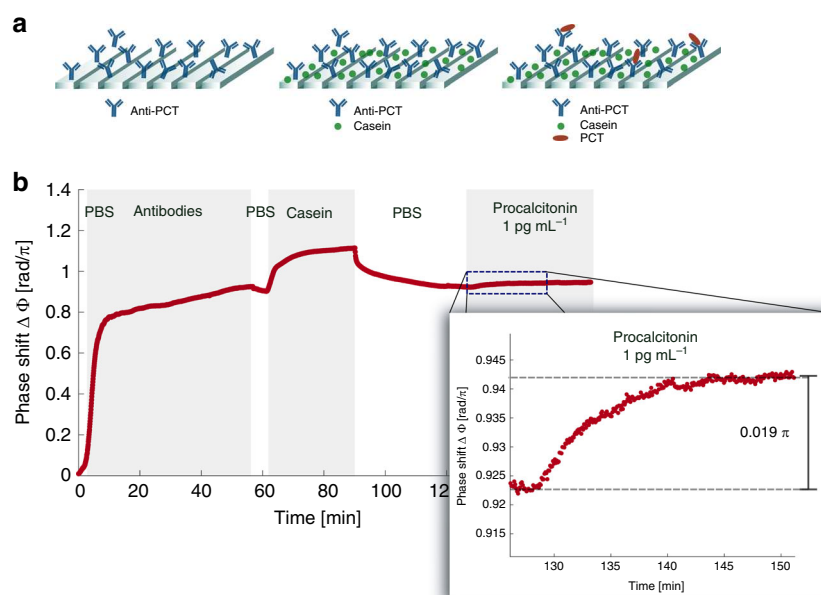 a
Anti-PCT
Anti-PCT
Casein
Anti-PCT
Casein
PCT
b
Phase shift Δ Φ [rad/π]
1.4
1.2
1
0.8
0.6
0.4
0.2
0
PBS
Antibodies
PBS
Casein
PBS
Procalcitonin
1 pg mL⁻¹
0 20 40 60 80 100
Time [min]
Procalcitonin
1 pg mL⁻¹
Phase shift Δ Φ [rad/π]
0.945
0.94
0.935
0.93
0.925
0.92
0.915
0.019 π
130 135 140 145 150
Time [min]